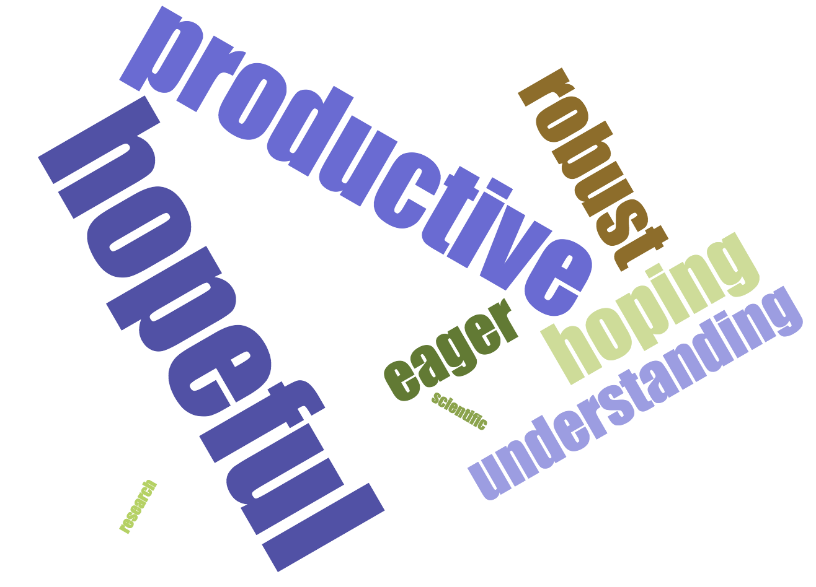 productive
hopeful
robust
hoping
eager
understanding
scientific
research